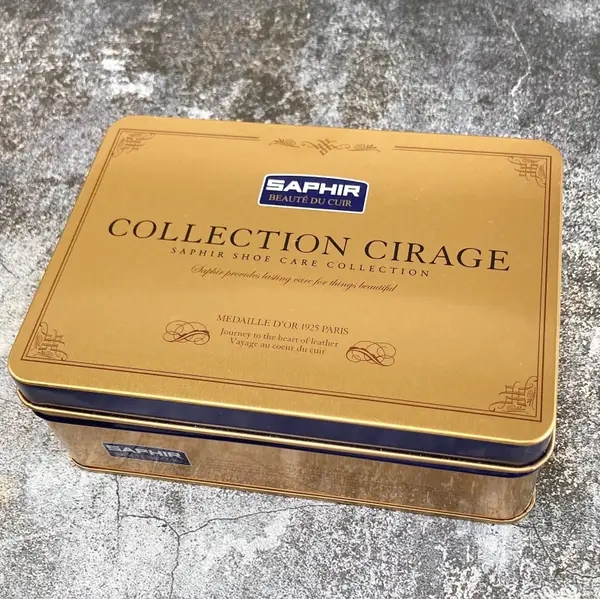 SAPHIR
BEAUTÉ DU CUIR
COLLECTION CIRAGE
SAPHIR SHOE CARE COLLECTION
Saphir provides lasting care for things beautiful
MEDAILLE D'OR 1925 PARIS
Journey to the heart of leather
Vayage au coeur du cuir
SAPHIR